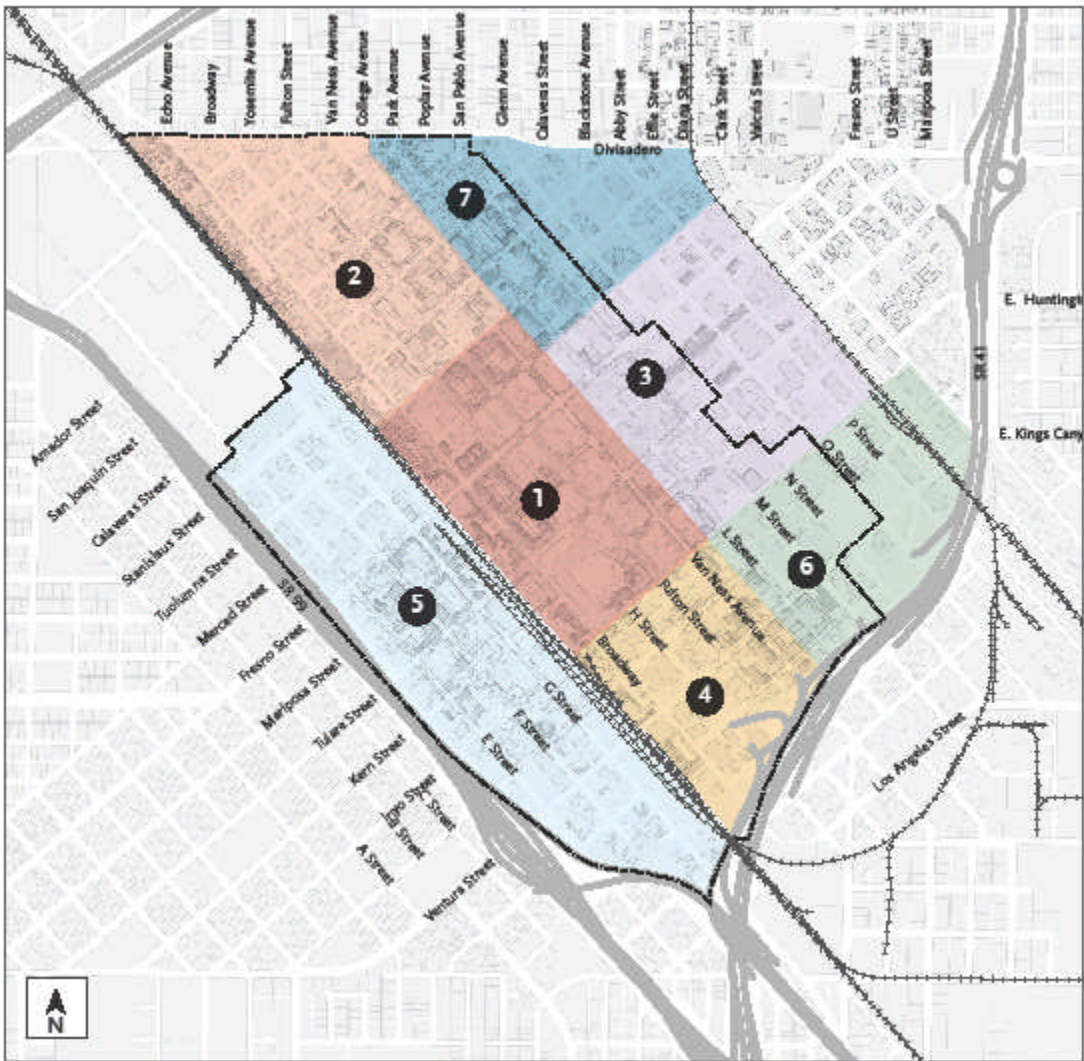 Echo Avenue
Broadway
Yosemite Avenue
Fulton Street
Van Ness Avenue
College Avenue
Park Avenue
Poplar Avenue
San Pablo Avenue
Glenn Avenue
Calaveras Street
Blackstone Avenue
Abby Street
Effie Street
Diana Street
Clark Street
Valeria Street
Fresno Street
U Street
Mariposa Street
Divisadero
7
2
E. Hunting
SR 41
3
E. Kings Cany
Amador Street
San Joaquin Street
Calaveras Street
Stanislaus Street
Tuolumne Street
Merced Street
Fresno Street
Mariposa Street
Tulare Street
Kern Street
Inyo Street
Ventura Street
P Street
O Street
N Street
M Street
L Street
1
6
Van Ness Avenue
Fulton Street
H Street
Broadway
5
SR 99
4
G Street
F Street
E Street
C Street
B Street
A Street
Los Angeles Street
N